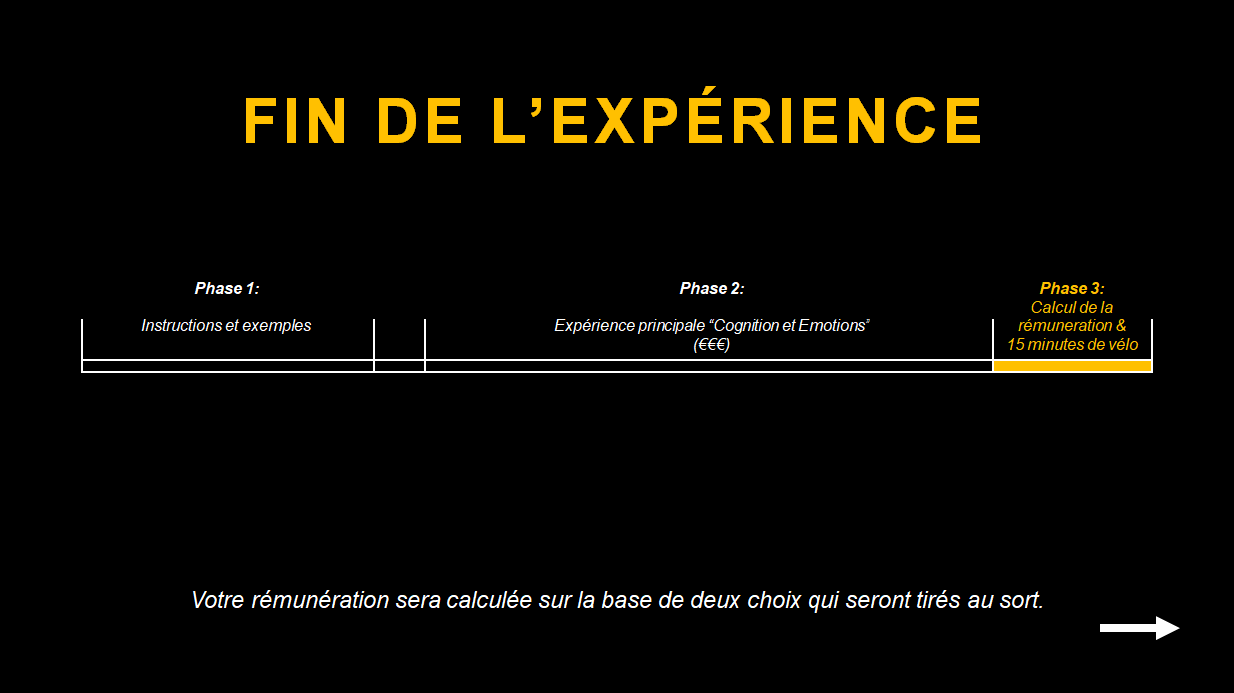 FIN DE L’EXPÉRIENCE
Phase 1:
Instructions et exemples
Phase 2:
Expérience principale “Cognition et Emotions”
(€€€)
Phase 3:
Calcul de la
rémuneration &
15 minutes de vélo
Votre rémunération sera calculée sur la base de deux choix qui seront tirés au sort.